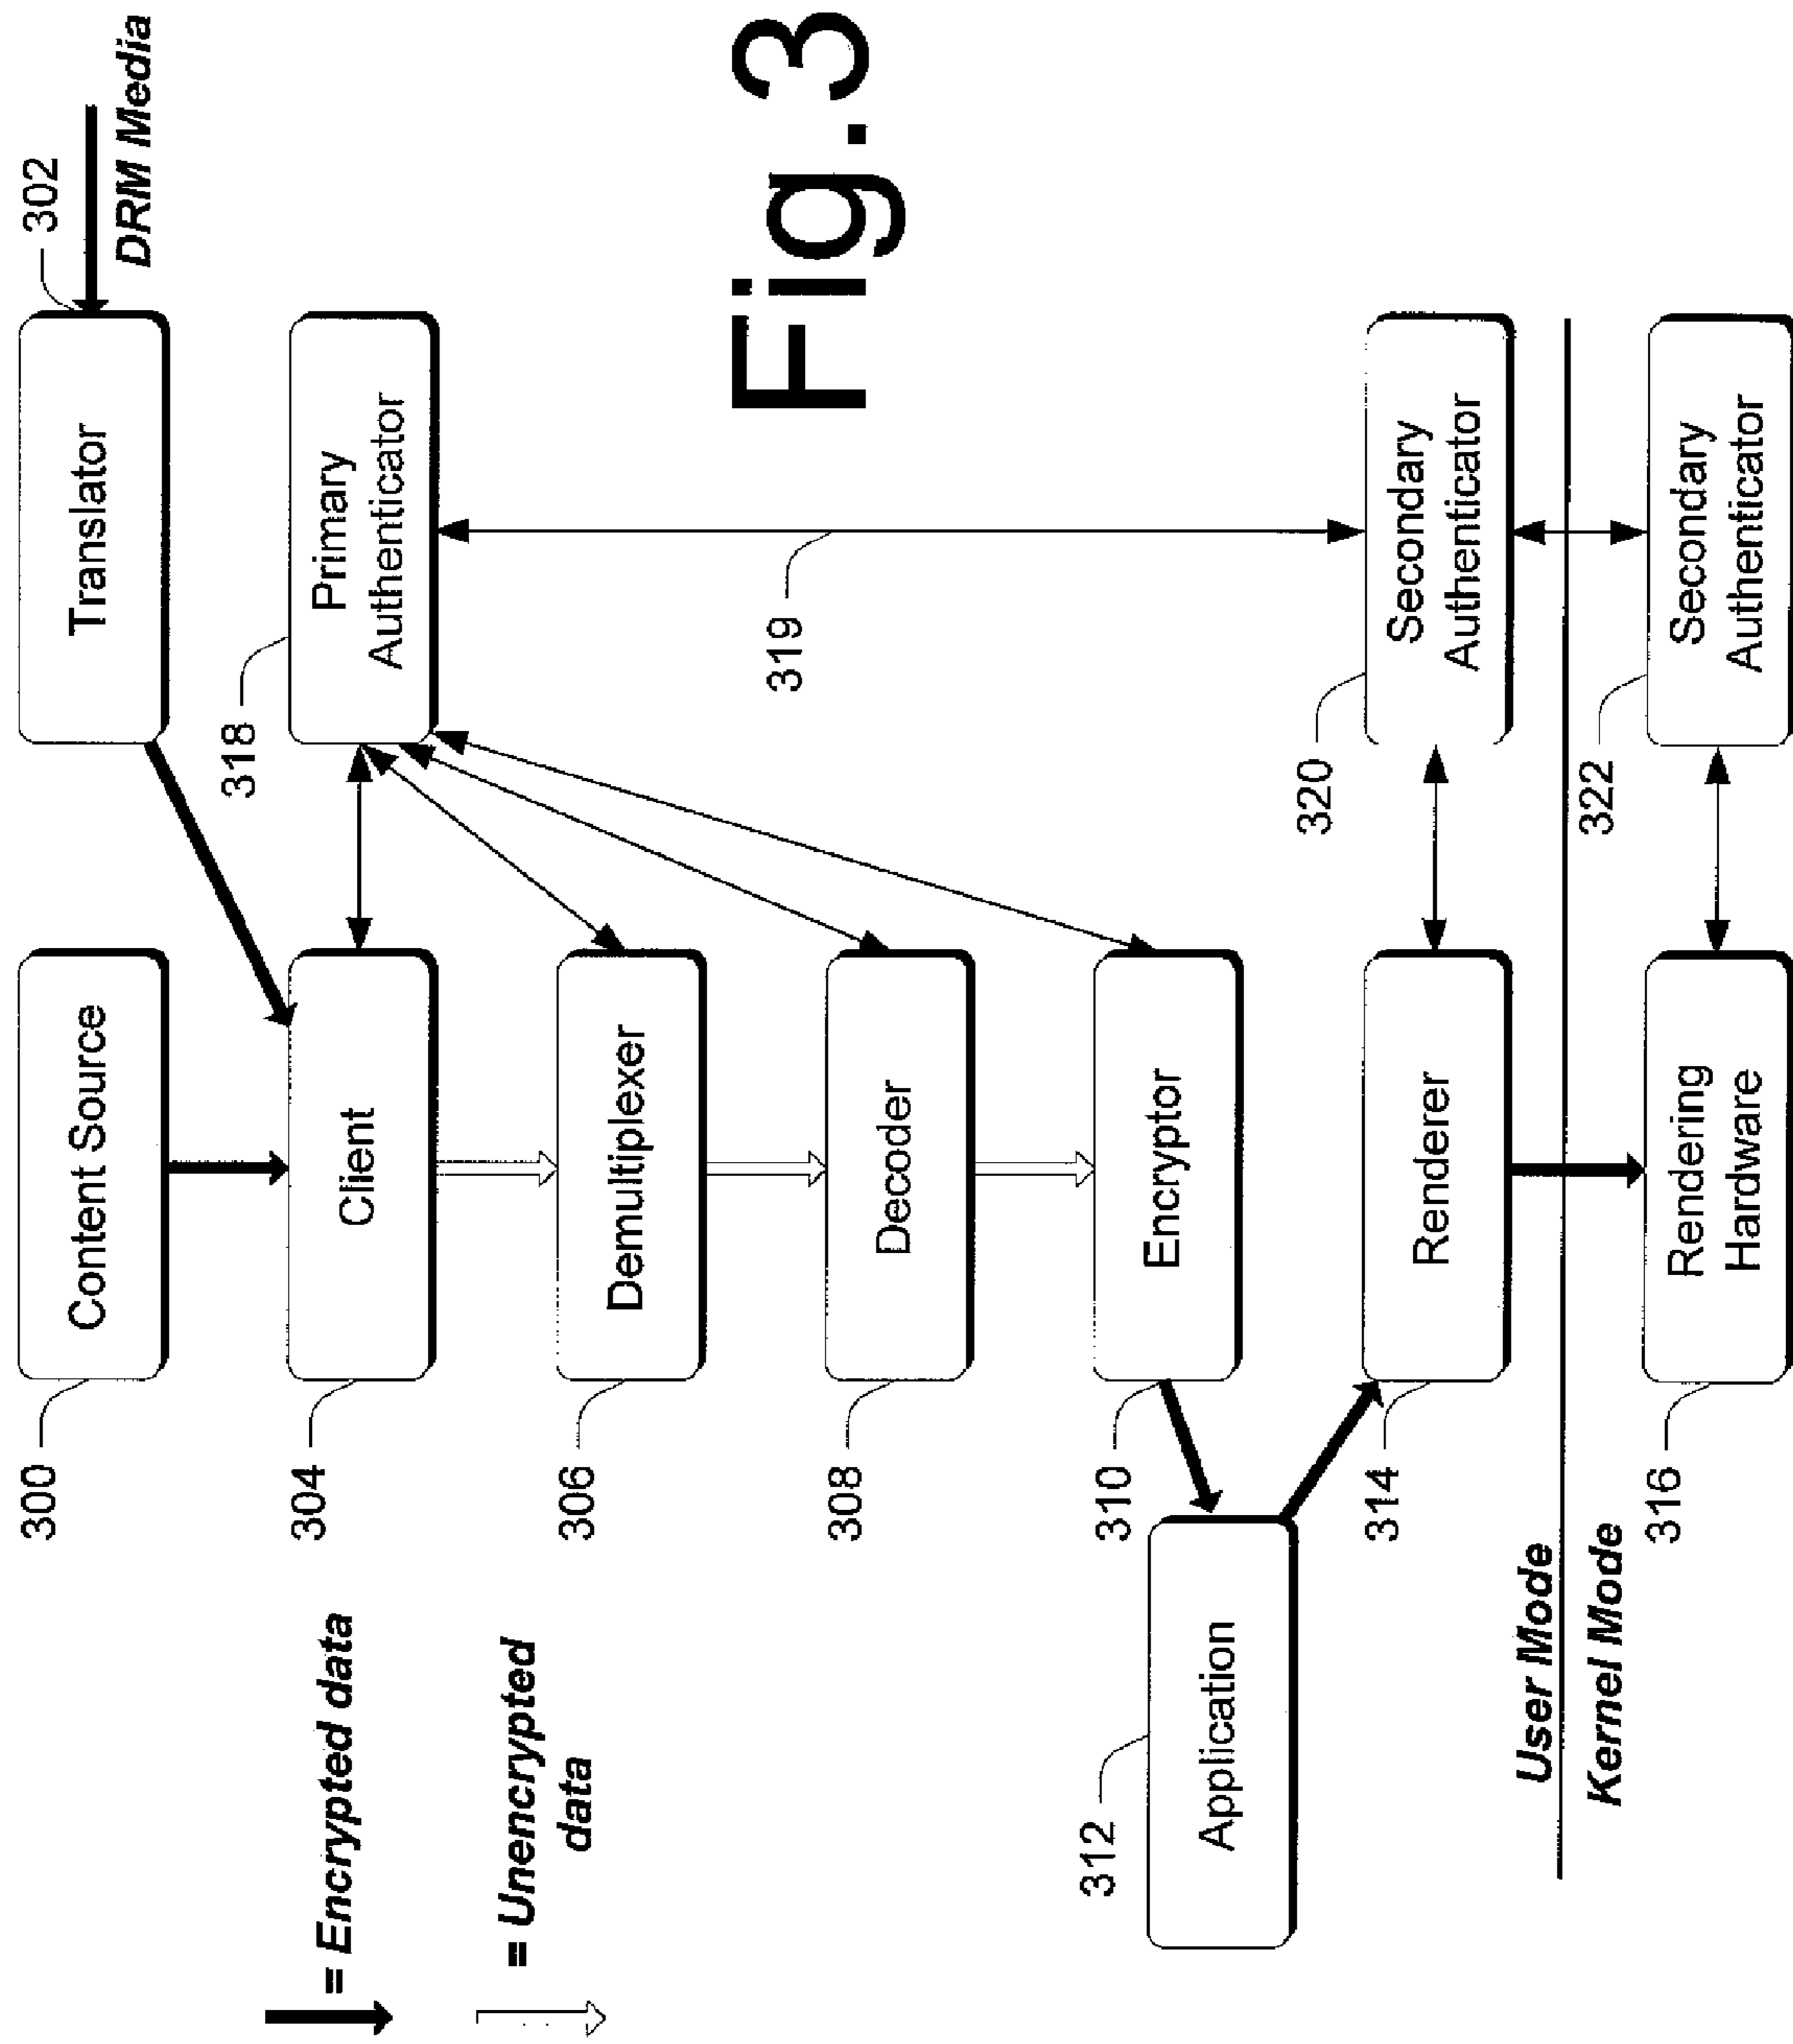 300
Content Source
Translator
302
DRM Media
= Encrypted data
304
Client
318
Primary
Authenticator
= Unencrypted
data
306
Demultiplexer
308
Decoder
319
Fig.3
312
Application
310
Encryptor
314
Renderer
320
Secondary
Authenticator
User Mode
Kernel Mode
316
Rendering
Hardware
322
Secondary
Authenticator